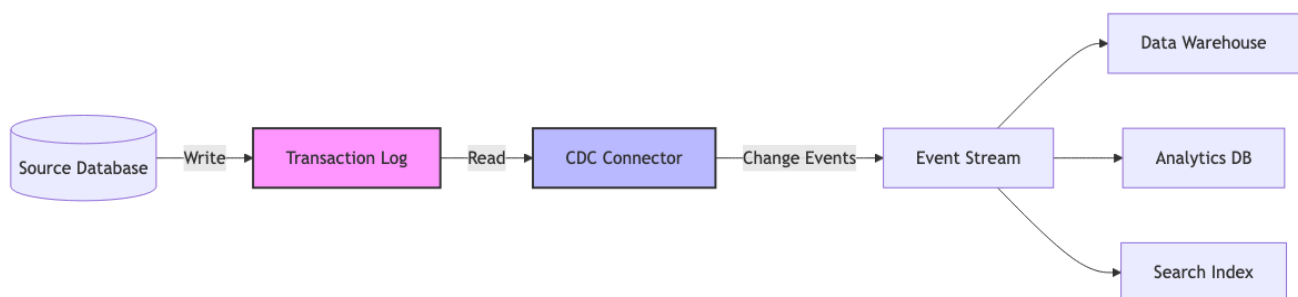 Source Database
Write
Transaction Log
Read
CDC Connector
Change Events
Event Stream
Data Warehouse
Analytics DB
Search Index